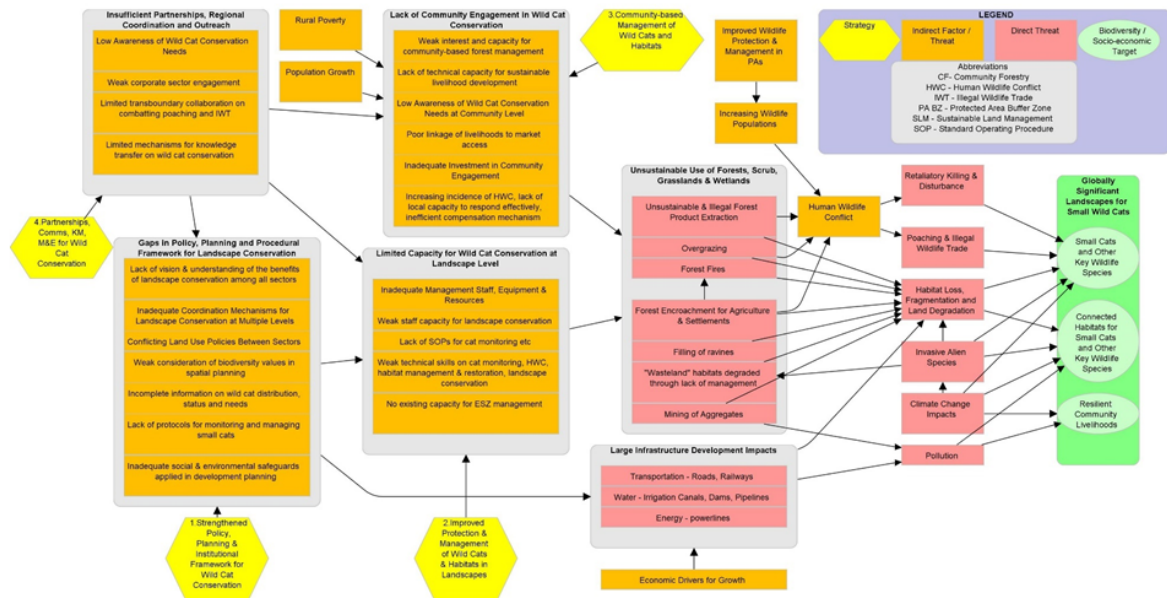 Insufficient Partnerships, Regional
Coordination and Outreach
Low Awareness of Wild Cat Conservation
Needs
Weak corporate sector engagement
Limited transboundary collaboration on
combatting poaching and IWT
Limited mechanisms for knowledge
transfer on wild cat conservation
4.Partnerships,
Comms, KM,
M&E for Wild
Cat
Conservation
Rural Poverty
Population Growth
Lack of Community Engagement in Wild Cat
Conservation
Weak interest and capacity for
community-based forest management
Lack of technical capacity for sustainable
livelihood development
Low Awareness of Wild Cat Conservation
Needs at Community Level
Poor linkage of livelihoods to market
access
Inadequate Investment in Community
Engagement
Increasing incidence of HWC, lack of
local capacity to respond effectively,
inefficient compensation mechanism
3.Community-based
Management of
Wild Cats and
Habitats
Improved Wildlife
Protection &
Management in
PAs
Increasing Wildlife
Populations
LEGEND
Strategy
Indirect Factor /
Threat
Direct Threat
Biodiversity /
Socio-economic
Target
Abbreviations
CF- Community Forestry
HWC - Human Wildlife Conflict
IWT - Illegal Wildlife Trade
PA BZ - Protected Area Buffer Zone
SLM - Sustainable Land Management
SOP - Standard Operating Procedure
Gaps in Policy, Planning and Procedural
Framework for Landscape Conservation
Lack of vision & understanding of the benefits
of landscape conservation among all sectors
Inadequate Coordination Mechanisms for
Landscape Conservation at Multiple Levels
Conflicting Land Use Policies Between Sectors
Weak consideration of biodiversity values in
spatial planning
Incomplete information on wild cat distribution,
status and needs
Lack of protocols for monitoring and managing
small cats
Inadequate social & environmental safeguards
applied in development planning
1.Strengthened
Policy,
Planning &
Institutional
Framework for
Wild Cat
Conservation
Limited Capacity for Wild Cat Conservation at
Landscape Level
Inadequate Management Staff, Equipment &
Resources
Weak staff capacity for landscape conservation
Lack of SOPs for cat monitoring etc
Weak technical skills on cat monitoring, HWC,
habitat management & restoration, landscape
conservation
No existing capacity for ESZ management
2.Improved
Protection &
Management
of Wild Cats
& Habitats in
Landscapes
Unsustainable Use of Forests, Scrub,
Grasslands & Wetlands
Unsustainable & Illegal Forest
Product Extraction
Overgrazing
Forest Fires
Forest Encroachment for Agriculture
& Settlements
Filling of ravines
"Wasteland" habitats degraded
through lack of management
Mining of Aggregates
Large Infrastructure Development Impacts
Transportation - Roads, Railways
Water - Irrigation Canals, Dams, Pipelines
Energy - powerlines
Economic Drivers for Growth
Human Wildlife
Conflict
Retaliatory Killing &
Disturbance
Poaching & Illegal
Wildlife Trade
Habitat Loss,
Fragmentation and
Land Degradation
Invasive Alien
Species
Climate Change
Impacts
Pollution
Globally
Significant
Landscapes for
Small Wild Cats
Small Cats
and Other
Key Wildlife
Species
Connected
Habitats for
Small Cats
and Other
Key Wildlife
Species
Resilient
Community
Livelihoods